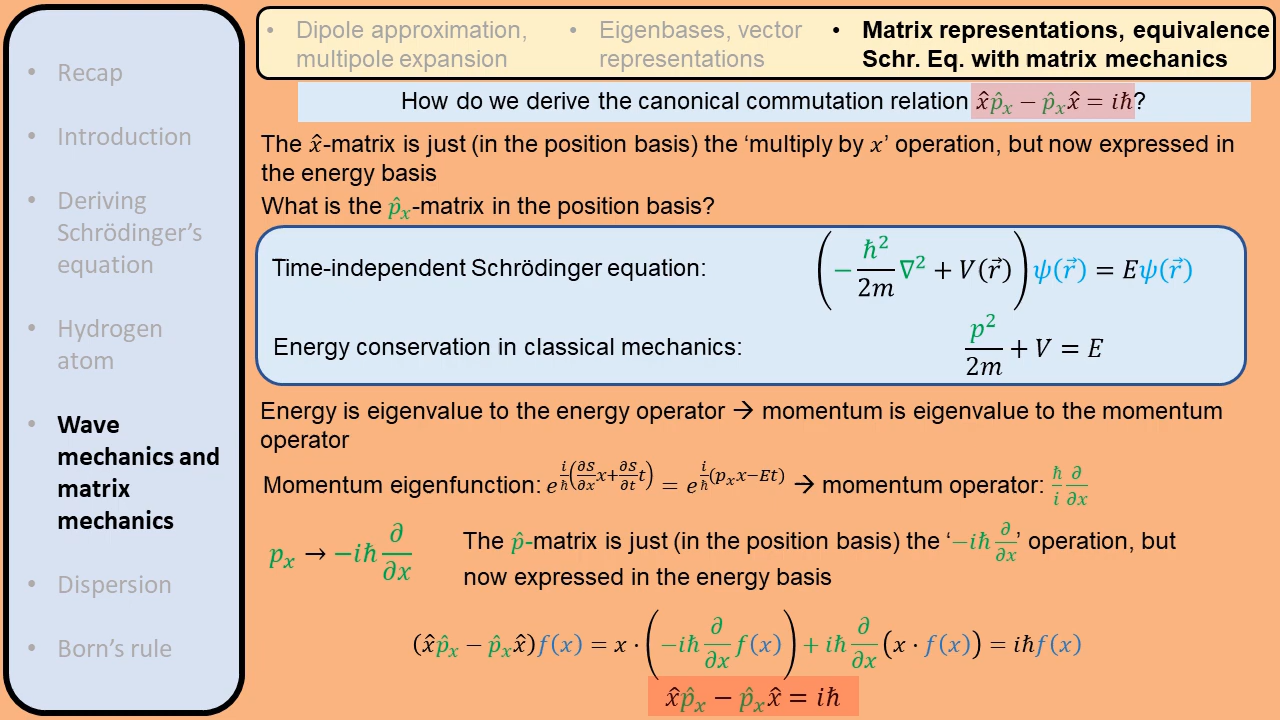 • Recap
• Introduction
• Deriving
Schrödinger's
equation
• Hydrogen
atom
• Wave
mechanics and
matrix
mechanics
• Dispersion
• Born's rule
• Dipole approximation,
multipole expansion
• Eigenbases, vector
representations
• Matrix representations, equivalence
Schr. Eq. with matrix mechanics
How do we derive the canonical commutation relation x̂p̂ₓ − p̂ₓx̂ = iħ?
The x̂-matrix is just (in the position basis) the 'multiply by x' operation, but now expressed in
the energy basis
What is the p̂ₓ-matrix in the position basis?
Time-independent Schrödinger equation: (−ħ²/2m ∇² + V(r⃗)) ψ(r⃗) = Eψ(r⃗)
Energy conservation in classical mechanics: p²/2m + V = E
Energy is eigenvalue to the energy operator → momentum is eigenvalue to the momentum
operator
Momentum eigenfunction: e^{i/ħ(∂S/∂x x+∂S/∂t t)} = e^{i/ħ(pₓx−Et)} → momentum operator: ħ/i ∂/∂x
pₓ → −iħ ∂/∂x
The p̂-matrix is just (in the position basis) the '−iħ ∂/∂x' operation, but
now expressed in the energy basis
(x̂p̂ₓ − p̂ₓx̂)f(x) = x · (−iħ ∂/∂x f(x)) + iħ ∂/∂x (x · f(x)) = iħf(x)
x̂p̂ₓ − p̂ₓx̂ = iħ